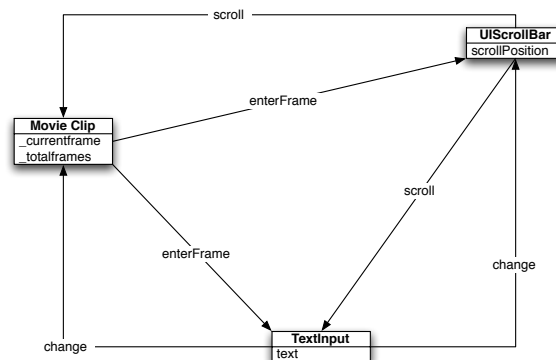 scroll
UIScrollBar
scrollPosition
enterFrame
Movie Clip
_currentframe
_totalframes
scroll
enterFrame
change
TextInput
change
text